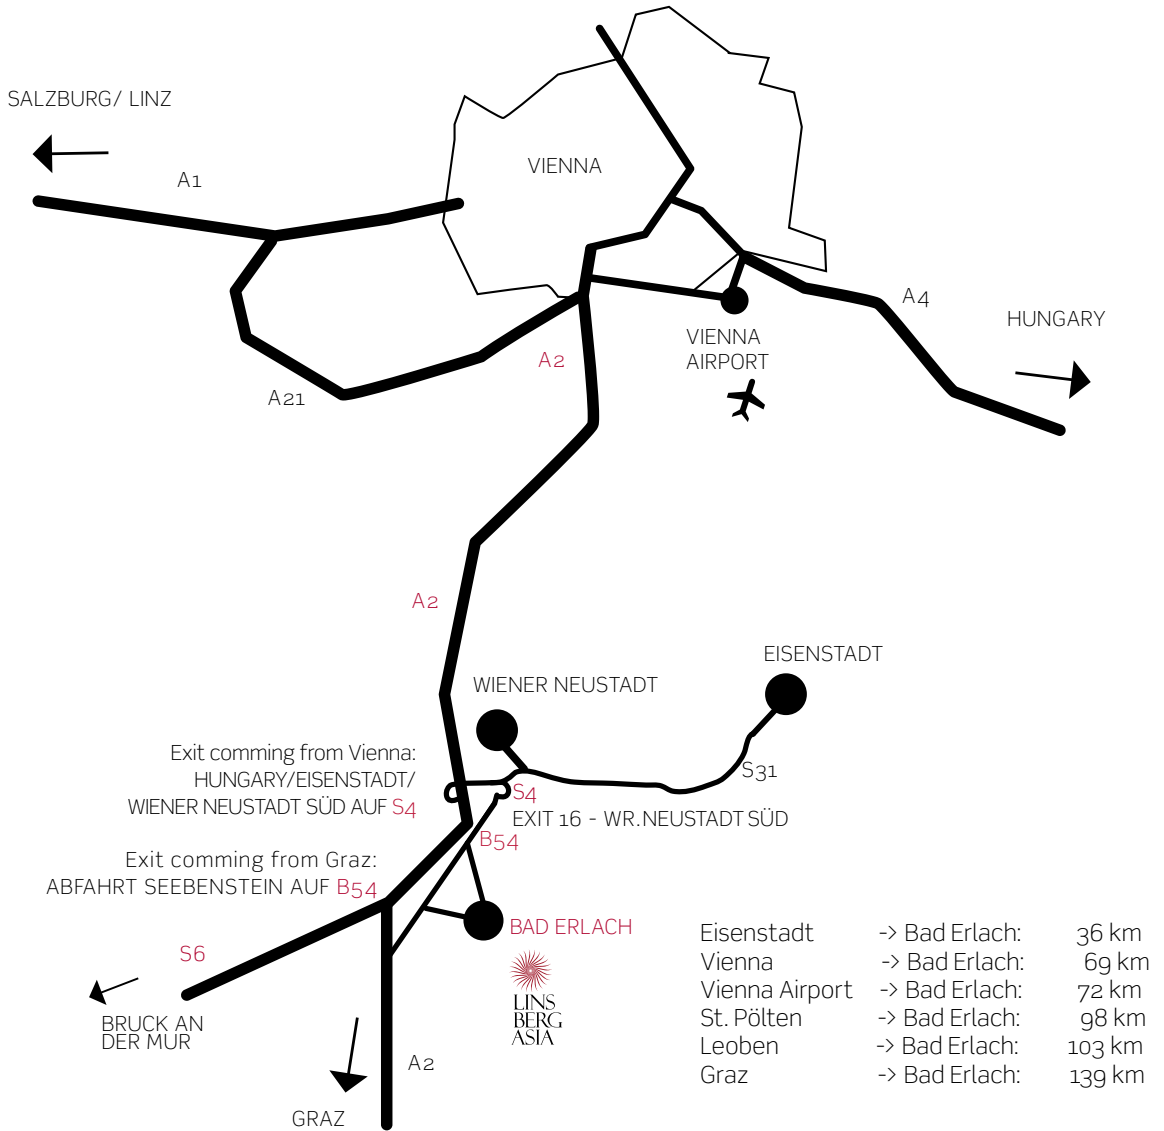 SALZBURG/ LINZ
A1
VIENNA
A21
A2
VIENNA
AIRPORT
A4
HUNGARY
A2
EISENSTADT
WIENER NEUSTADT
S31
Exit comming from Vienna:
HUNGARY/EISENSTADT/
WIENER NEUSTADT SÜD AUF S4
S4
EXIT 16 - WR.NEUSTADT SÜD
B54
Exit comming from Graz:
ABFAHRT SEEBENSTEIN AUF B54
BAD ERLACH
S6
LINS
BERG
ASIA
BRUCK AN
DER MUR
A2
GRAZ
Eisenstadt -> Bad Erlach: 36 km
Vienna -> Bad Erlach: 69 km
Vienna Airport -> Bad Erlach: 72 km
St. Pölten -> Bad Erlach: 98 km
Leoben -> Bad Erlach: 103 km
Graz -> Bad Erlach: 139 km